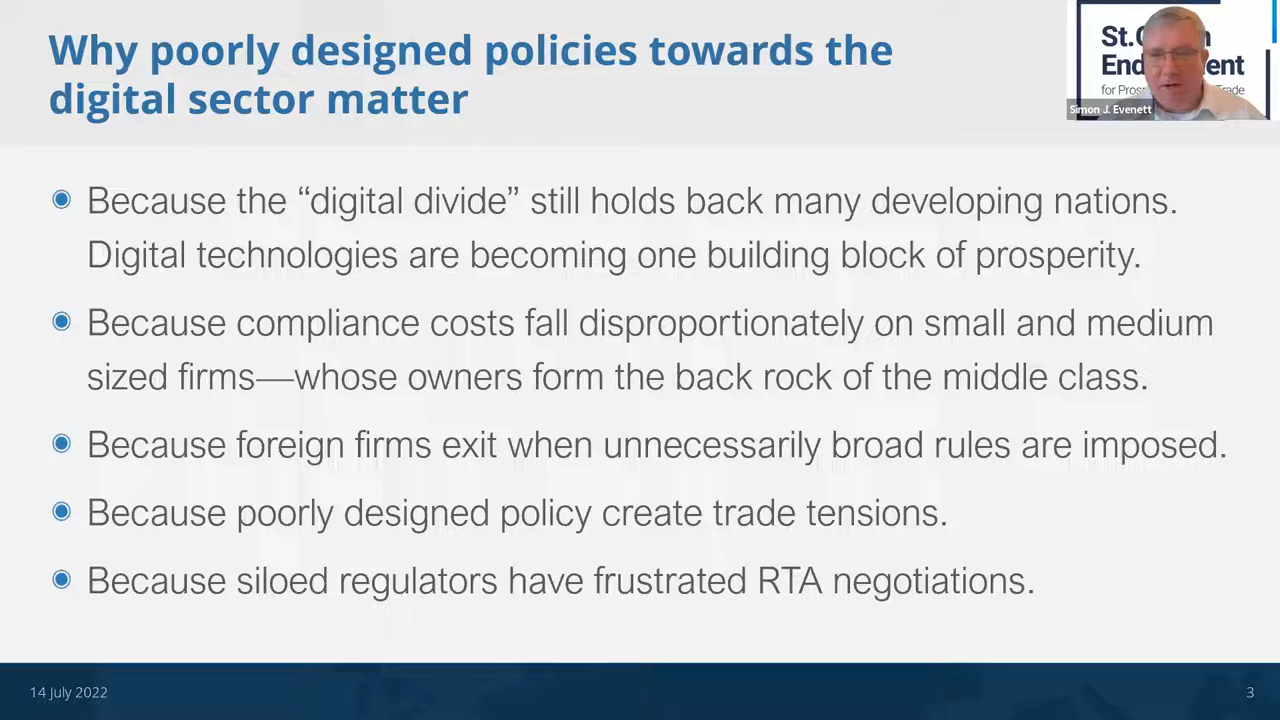 Why poorly designed policies towards the
digital sector matter
St.
for Trade
Simon J. Evenett
Because the “digital divide” still holds back many developing nations.
Digital technologies are becoming one building block of prosperity.
Because compliance costs fall disproportionately on small and medium
sized firms—whose owners form the back rock of the middle class.
Because foreign firms exit when unnecessarily broad rules are imposed.
Because poorly designed policy create trade tensions.
Because siloed regulators have frustrated RTA negotiations.
14 July 2022
3